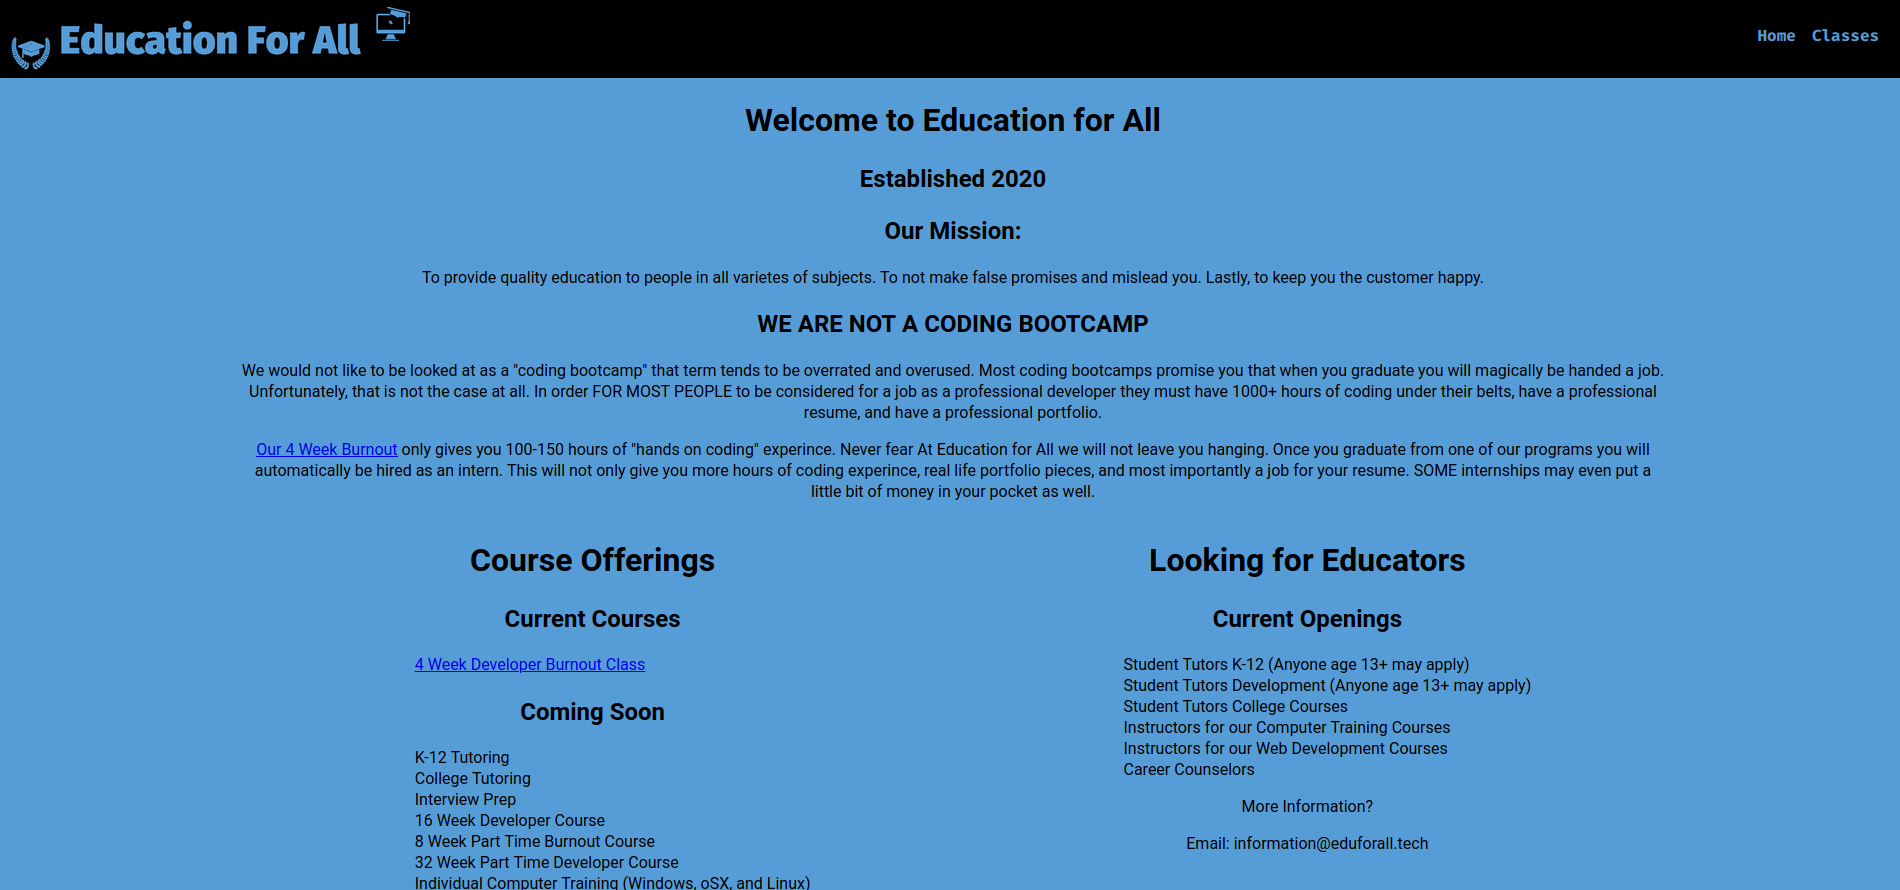 Education For All
Home Classes
Welcome to Education for All
Established 2020
Our Mission:
To provide quality education to people in all varietes of subjects. To not make false promises and mislead you. Lastly, to keep you the customer happy.
WE ARE NOT A CODING BOOTCAMP
We would not like to be looked at as a "coding bootcamp" that term tends to be overrated and overused. Most coding bootcamps promise you that when you graduate you will magically be handed a job.
Unfortunately, that is not the case at all. In order FOR MOST PEOPLE to be considered for a job as a professional developer they must have 1000+ hours of coding under their belts, have a professional
resume, and have a professional portfolio.
Our 4 Week Burnout only gives you 100-150 hours of "hands on coding" experince. Never fear At Education for All we will not leave you hanging. Once you graduate from one of our programs you will
automatically be hired as an intern. This will not only give you more hours of coding experince, real life portfolio pieces, and most importantly a job for your resume. SOME internships may even put a
little bit of money in your pocket as well.
Course Offerings
Current Courses
4 Week Developer Burnout Class
Coming Soon
K-12 Tutoring
College Tutoring
Interview Prep
16 Week Developer Course
8 Week Part Time Burnout Course
32 Week Part Time Developer Course
Individual Computer Training (Windows, oSX, and Linux)
Looking for Educators
Current Openings
Student Tutors K-12 (Anyone age 13+ may apply)
Student Tutors Development (Anyone age 13+ may apply)
Student Tutors College Courses
Instructors for our Computer Training Courses
Instructors for our Web Development Courses
Career Counselors
More Information?
Email: information@eduforall.tech